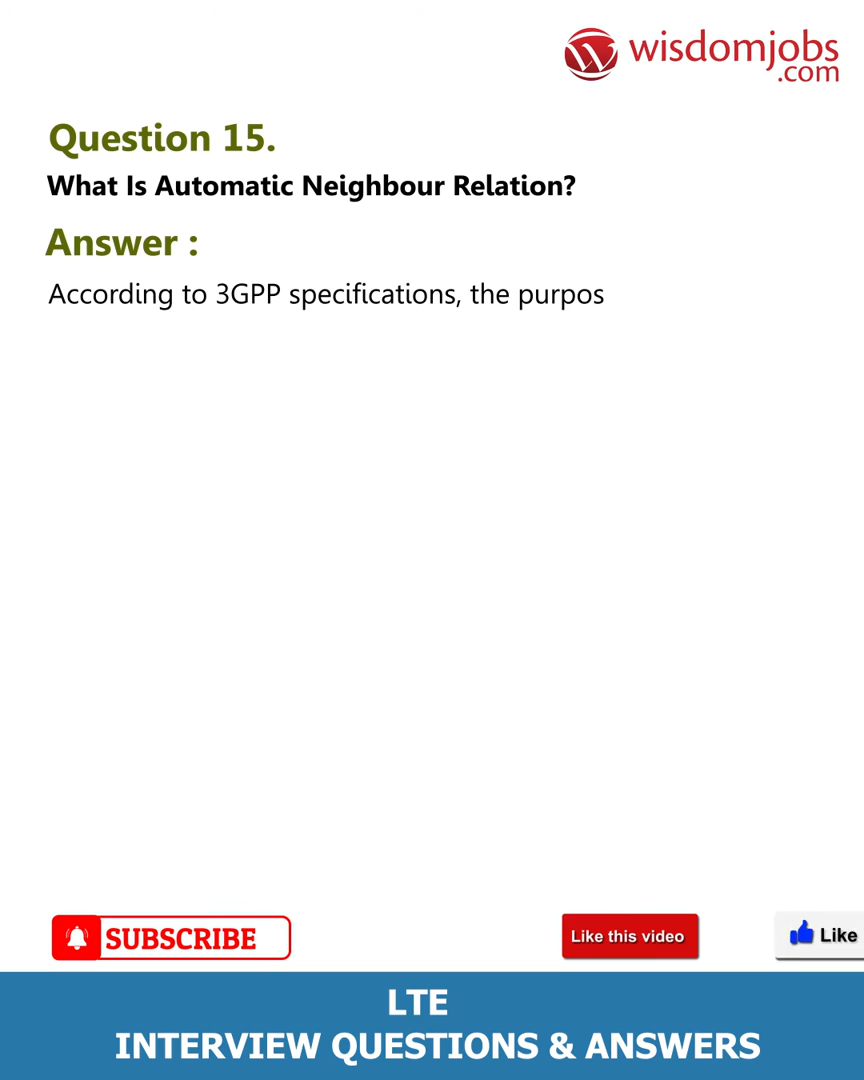 wisdomjobs
.com
Question 15.
What Is Automatic Neighbour Relation?
Answer :
According to 3GPP specifications, the purpos
SUBSCRIBE
Like this video
Like
LTE
INTERVIEW QUESTIONS & ANSWERS